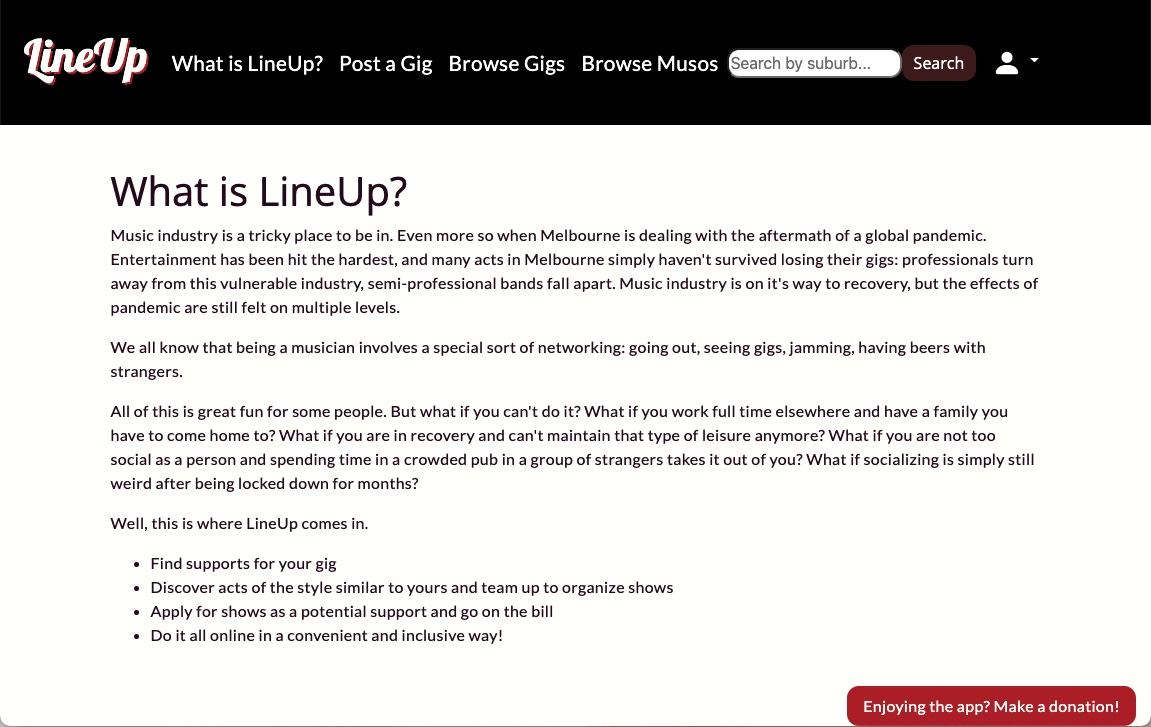 LineUp What is LineUp? Post a Gig Browse Gigs Browse Musos Search by suburb... Search
What is LineUp?
Music industry is a tricky place to be in. Even more so when Melbourne is dealing with the aftermath of a global pandemic.
Entertainment has been hit the hardest, and many acts in Melbourne simply haven't survived losing their gigs: professionals turn
away from this vulnerable industry, semi-professional bands fall apart. Music industry is on it's way to recovery, but the effects of
pandemic are still felt on multiple levels.
We all know that being a musician involves a special sort of networking: going out, seeing gigs, jamming, having beers with
strangers.
All of this is great fun for some people. But what if you can't do it? What if you work full time elsewhere and have a family you
have to come home to? What if you are in recovery and can't maintain that type of leisure anymore? What if you are not too
social as a person and spending time in a crowded pub in a group of strangers takes it out of you? What if socializing is simply still
weird after being locked down for months?
Well, this is where LineUp comes in.
• Find supports for your gig
• Discover acts of the style similar to yours and team up to organize shows
• Apply for shows as a potential support and go on the bill
• Do it all online in a convenient and inclusive way!
Enjoying the app? Make a donation!